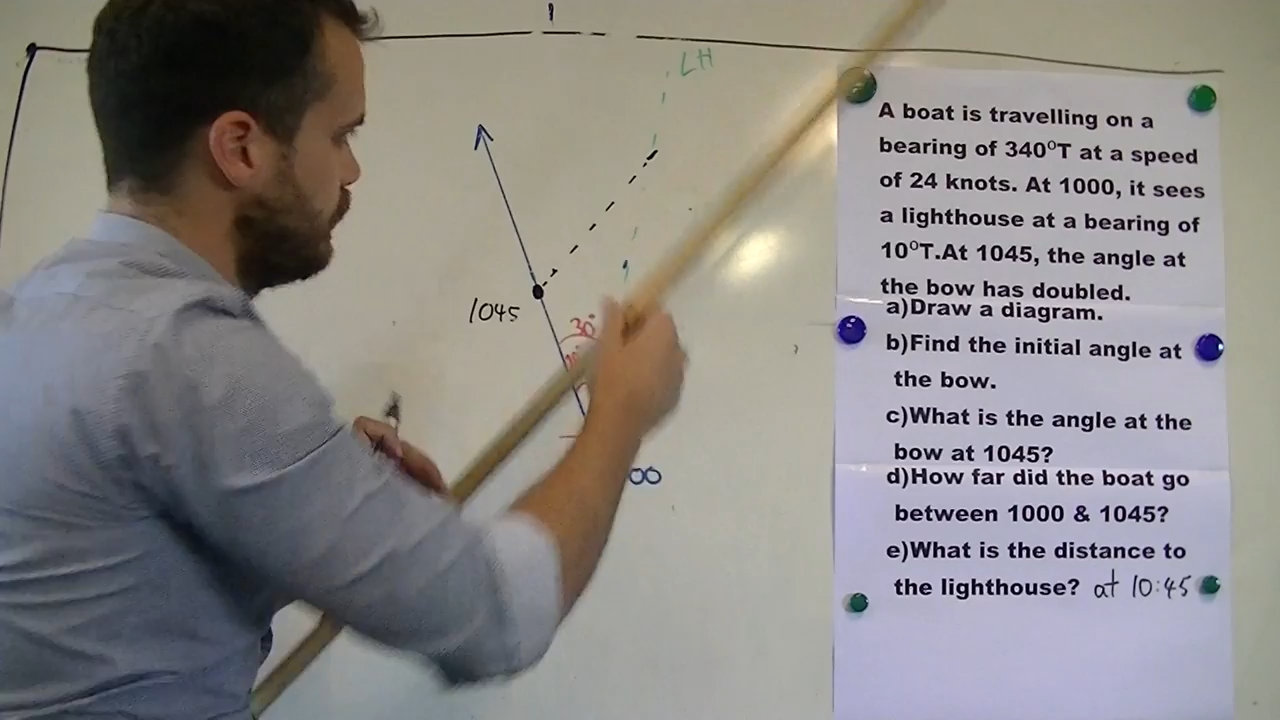 LH
1045
30°
00
A boat is travelling on a
bearing of 340°T at a speed
of 24 knots. At 1000, it sees
a lighthouse at a bearing of
10°T.At 1045, the angle at
the bow has doubled.
a)Draw a diagram.
b)Find the initial angle at
the bow.
c)What is the angle at the
bow at 1045?
d)How far did the boat go
between 1000 & 1045?
e)What is the distance to
the lighthouse? at 10:45